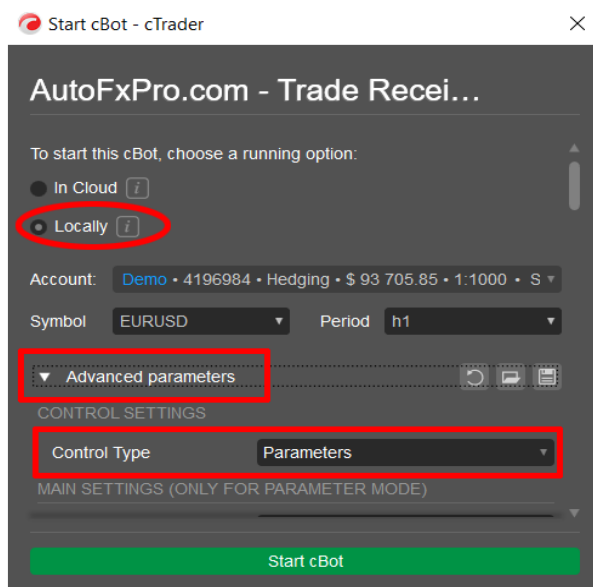 Start cBot - cTrader
AutoFxPro.com - Trade Recei...
To start this cBot, choose a running option:
In Cloud i
Locally i
Account: Demo • 4196984 • Hedging • $ 93 705.85 • 1:1000 • S
Symbol EURUSD Period h1
Advanced parameters
CONTROL SETTINGS
Control Type Parameters
MAIN SETTINGS (ONLY FOR PARAMETER MODE)
Start cBot